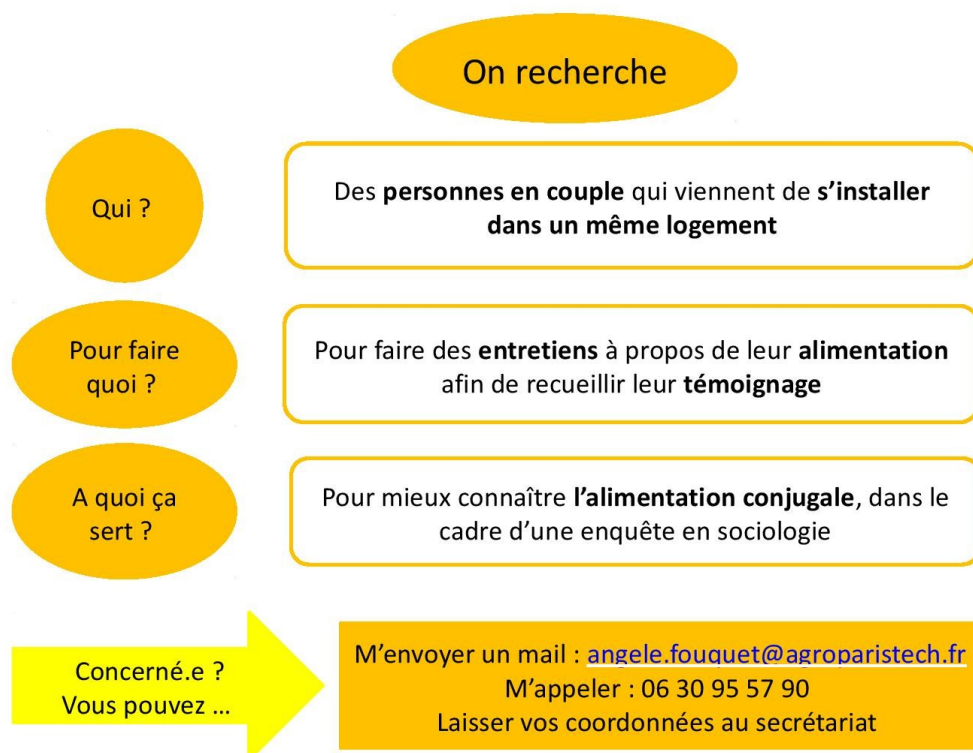 On recherche
Qui ?
Des personnes en couple qui viennent de s’installer
dans un même logement
Pour faire
quoi ?
Pour faire des entretiens à propos de leur alimentation
afin de recueillir leur témoignage
A quoi ça
sert ?
Pour mieux connaître l’alimentation conjugale, dans le
cadre d’une enquête en sociologie
Concerné.e ?
Vous pouvez ...
M’envoyer un mail : angele.fouquet@agroparistech.fr
M’appeler : 06 30 95 57 90
Laisser vos coordonnées au secrétariat